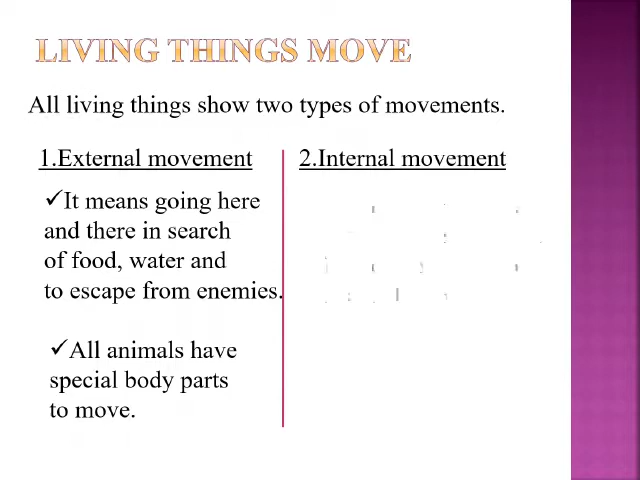 LIVING THINGS MOVE
All living things show two types of movements.
1.External movement
✓It means going here
and there in search
of food, water and
to escape from enemies.
✓All animals have
special body parts
to move.
2.Internal movement